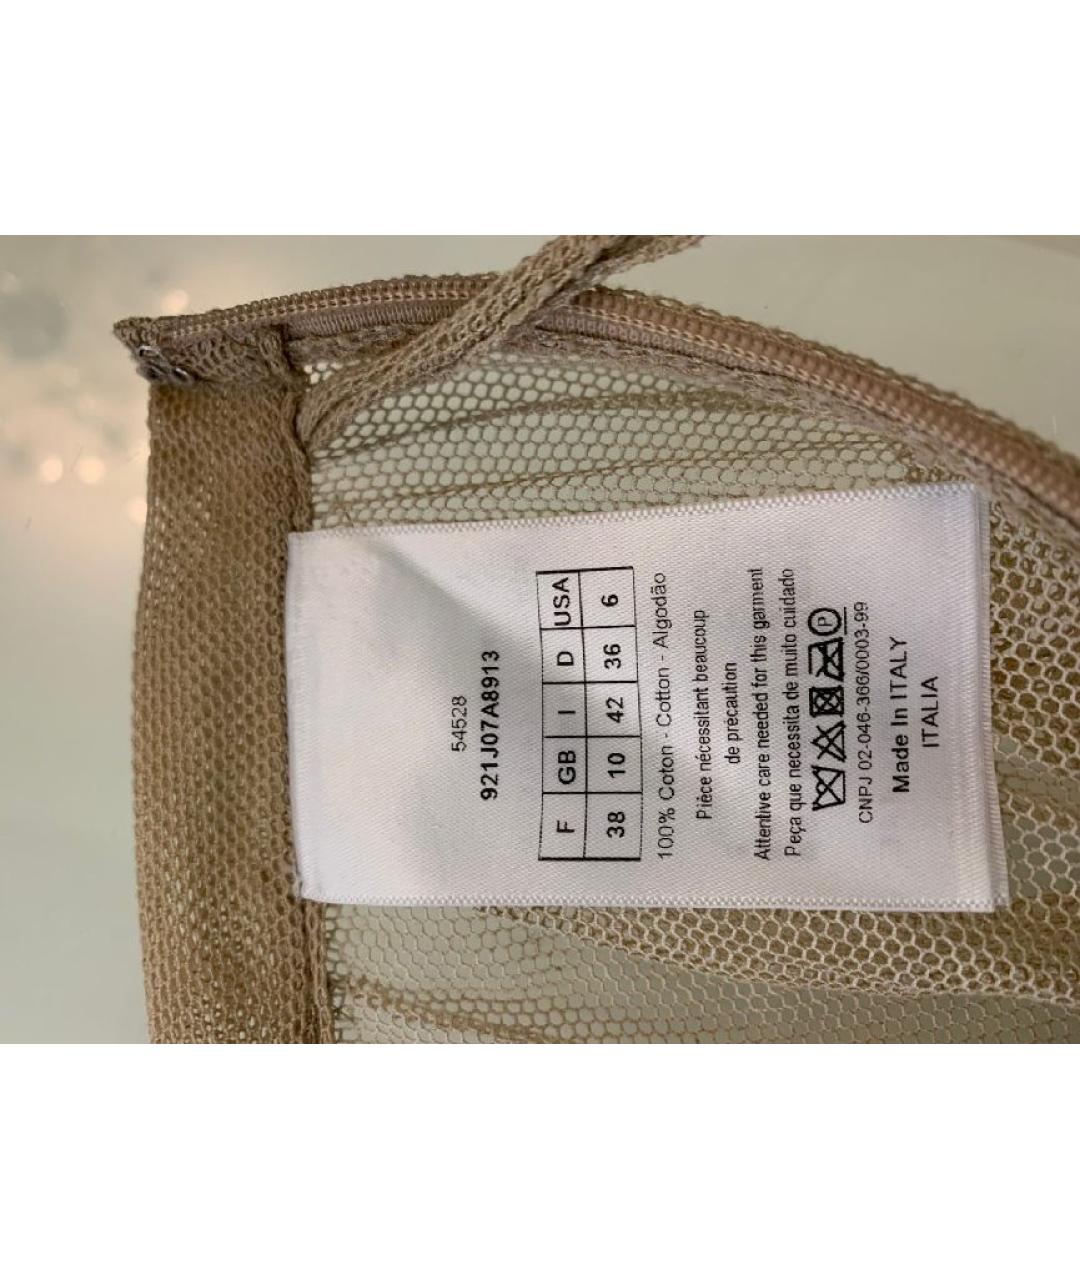 54528
921J07A8913
F GB I D USA
38 10 42 36 6
100% Coton - Cotton - Algodão
Pièce nécessitant beaucoup
de précaution
Attentive care needed for this garment
Peça que necessita de muito cuidado
P
CNPJ 02-046-366/0003-99
Made In ITALY
ITALIA